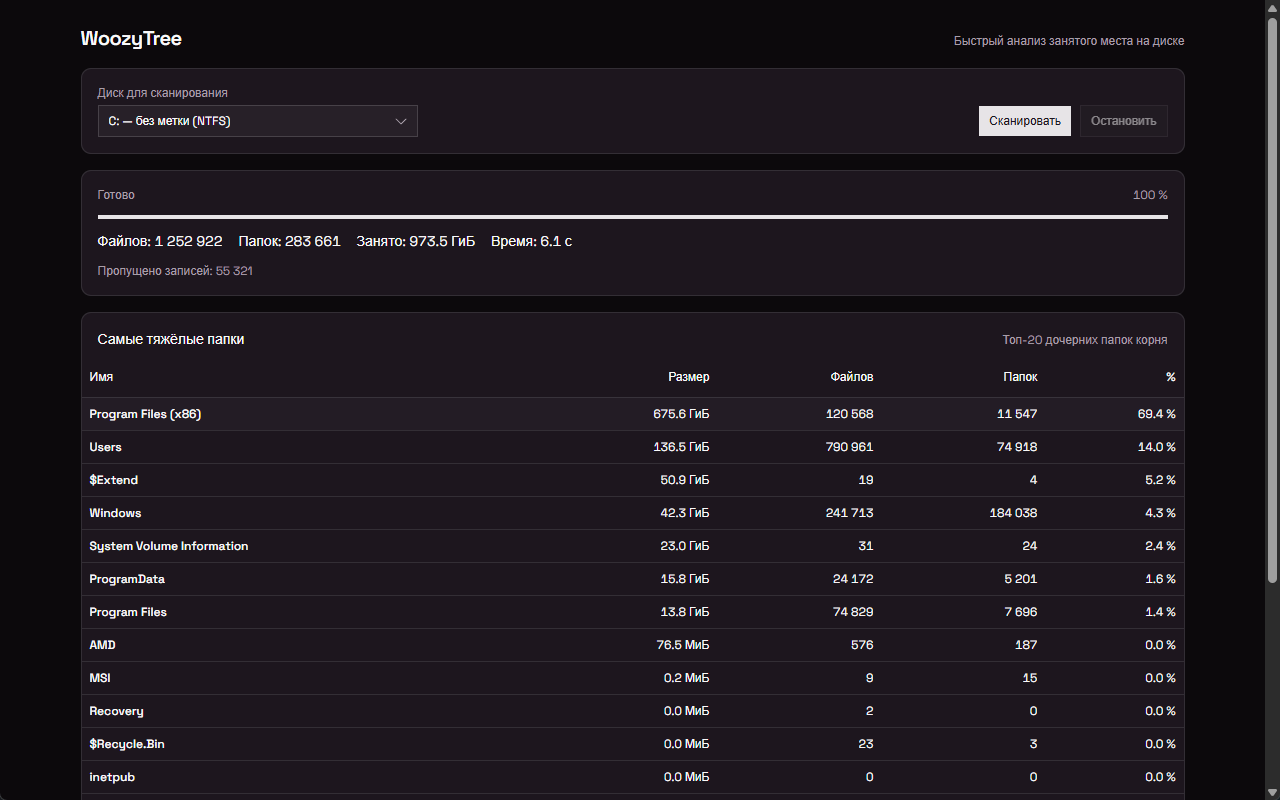 WoozyTree
Быстрый анализ занятого места на диске
Диск для сканирования
C: — без метки (NTFS)
Сканировать
Остановить
Готово
100 %
Файлов: 1 252 922 Папок: 283 661 Занято: 973.5 ГиБ Время: 6.1 с
Пропущено записей: 55 321
Самые тяжёлые папки
Топ-20 дочерних папок корня
Имя Размер Файлов Папок %
Program Files (x86) 675.6 ГиБ 120 568 11 547 69.4 %
Users 136.5 ГиБ 790 961 74 918 14.0 %
$Extend 50.9 ГиБ 19 4 5.2 %
Windows 42.3 ГиБ 241 713 184 038 4.3 %
System Volume Information 23.0 ГиБ 31 24 2.4 %
ProgramData 15.8 ГиБ 24 172 5 201 1.6 %
Program Files 13.8 ГиБ 74 829 7 696 1.4 %
AMD 76.5 МиБ 576 187 0.0 %
MSI 0.2 МиБ 9 15 0.0 %
Recovery 0.0 МиБ 2 0 0.0 %
$Recycle.Bin 0.0 МиБ 23 3 0.0 %
inetpub 0.0 МиБ 0 0 0.0 %